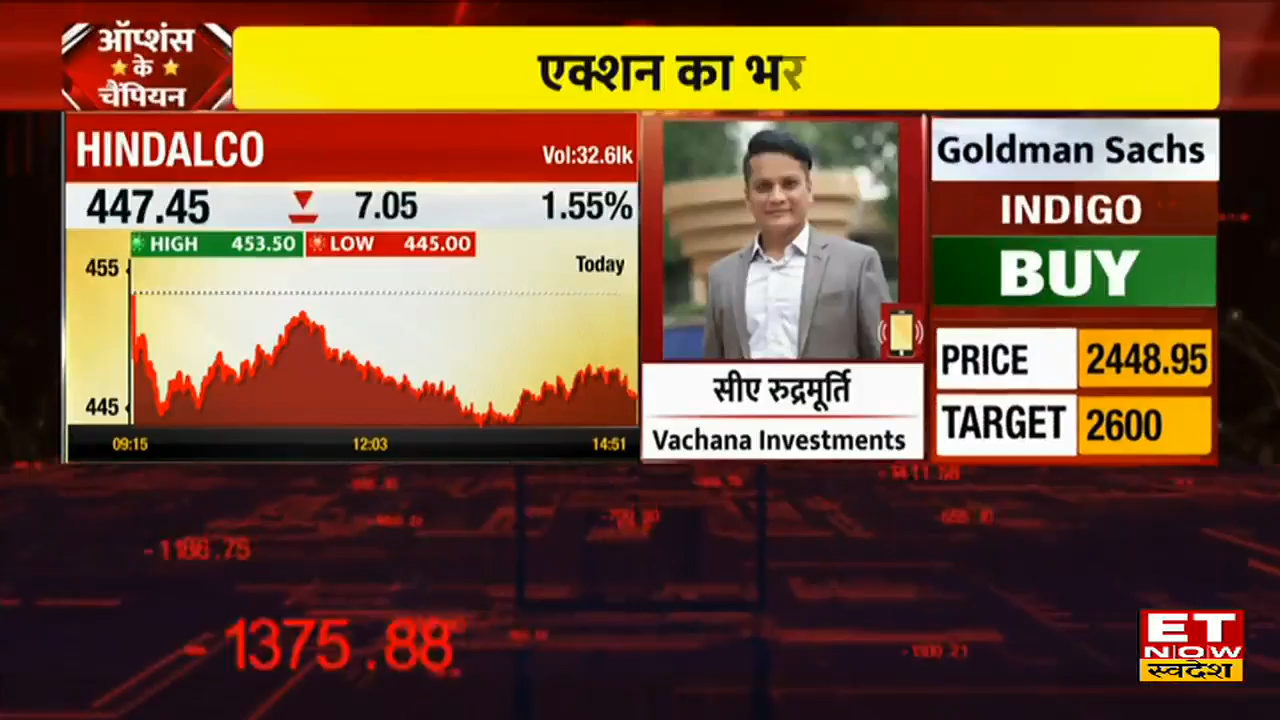 ऑप्शंस
के
चैंपियन
एक्शन का भर
HINDALCO
Vol:32.6lk
447.45 7.05 1.55%
HIGH 453.50 LOW 445.00
Today
455
445
09:15 12:03 14:51
सीए रुद्रमूर्ति
Vachana Investments
Goldman Sachs
INDIGO
BUY
PRICE 2448.95
TARGET 2600
-1375.88
ET
NOW
स्वदेश